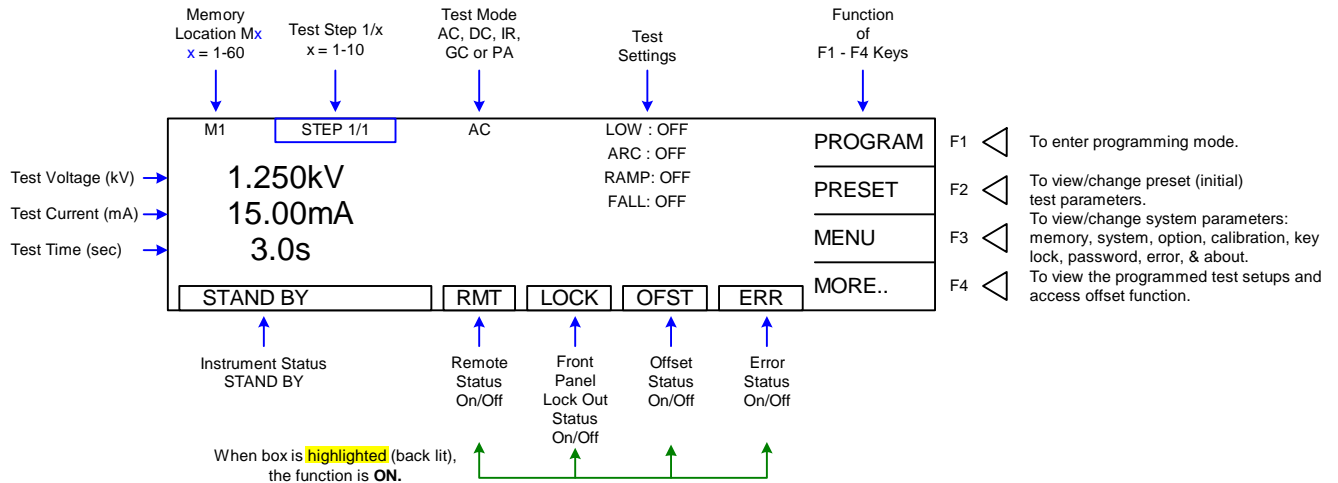 Memory
Location Mx
x = 1-60
Test Step 1/x
x = 1-10
Test Mode
AC, DC, IR,
GC or PA
Test
Settings
Function
of
F1 - F4 Keys
M1
STEP 1/1
AC
LOW : OFF
ARC : OFF
RAMP: OFF
FALL: OFF
Test Voltage (kV)
1.250kV
Test Current (mA)
15.00mA
Test Time (sec)
3.0s
PROGRAM
F1
To enter programming mode.
PRESET
F2
To view/change preset (initial)
test parameters.
MENU
F3
To view/change system parameters:
memory, system, option, calibration, key
lock, password, error, & about.
MORE..
F4
To view the programmed test setups and
access offset function.
STAND BY
RMT
LOCK
OFST
ERR
Instrument Status
STAND BY
Remote
Status
On/Off
Front
Panel
Lock Out
Status
On/Off
Offset
Status
On/Off
Error
Status
On/Off
When box is highlighted (back lit),
the function is ON.